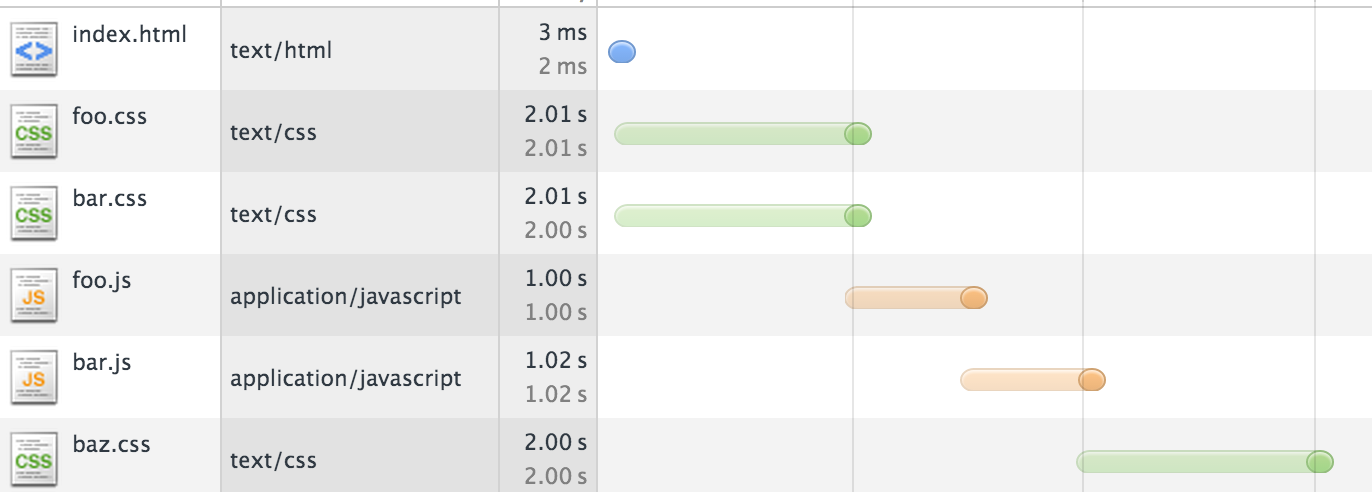 index.html
text/html
3 ms
2 ms
foo.css
CSS
text/css
2.01 s
2.01 s
bar.css
CSS
text/css
2.01 s
2.00 s
foo.js
JS
application/javascript
1.00 s
1.00 s
bar.js
JS
application/javascript
1.02 s
1.02 s
baz.css
CSS
text/css
2.00 s
2.00 s